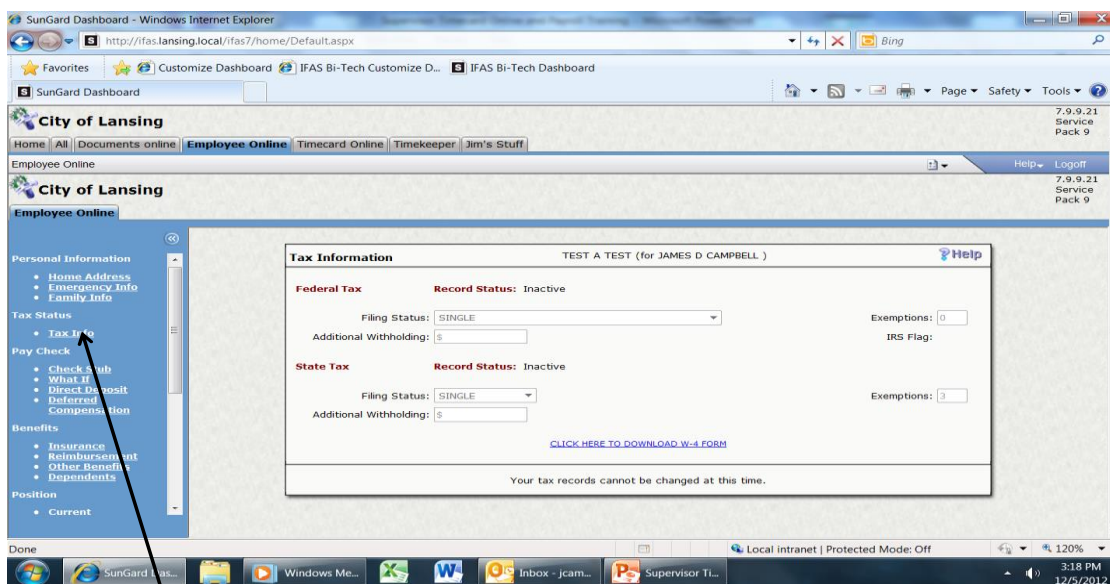 SunGard Dashboard - Windows Internet Explorer
http://ifas.lansing.local/ifas7/home/Default.aspx
Bing
Favorites Customize Dashboard IFAS Bi-Tech Customize D... IFAS Bi-Tech Dashboard
SunGard Dashboard
Page Safety Tools
City of Lansing
7.9.9.21
Service
Pack 9
Home All Documents online Employee Online Timecard Online Timekeeper Jim's Stuff
Employee Online
Help Logoff
City of Lansing
7.9.9.21
Service
Pack 9
Employee Online
Personal Information
Home Address
Emergency Info
Family Info
Tax Status
Tax Info
Pay Check
Check Stub
What If
Direct Deposit
Deferred
Compensation
Benefits
Insurance
Reimbursement
Other Benefits
Dependents
Position
Current
Tax Information TEST A TEST (for JAMES D CAMPBELL ) Help
Federal Tax Record Status: Inactive
Filing Status: SINGLE Exemptions: 0
Additional Withholding: $ IRS Flag:
State Tax Record Status: Inactive
Filing Status: SINGLE Exemptions: 3
Additional Withholding: $
CLICK HERE TO DOWNLOAD W-4 FORM
Your tax records cannot be changed at this time.
Done Local intranet | Protected Mode: Off 120%
SunGard Das... Windows Me... Inbox - jcam... Supervisor Ti... 3:18 PM
12/5/2012